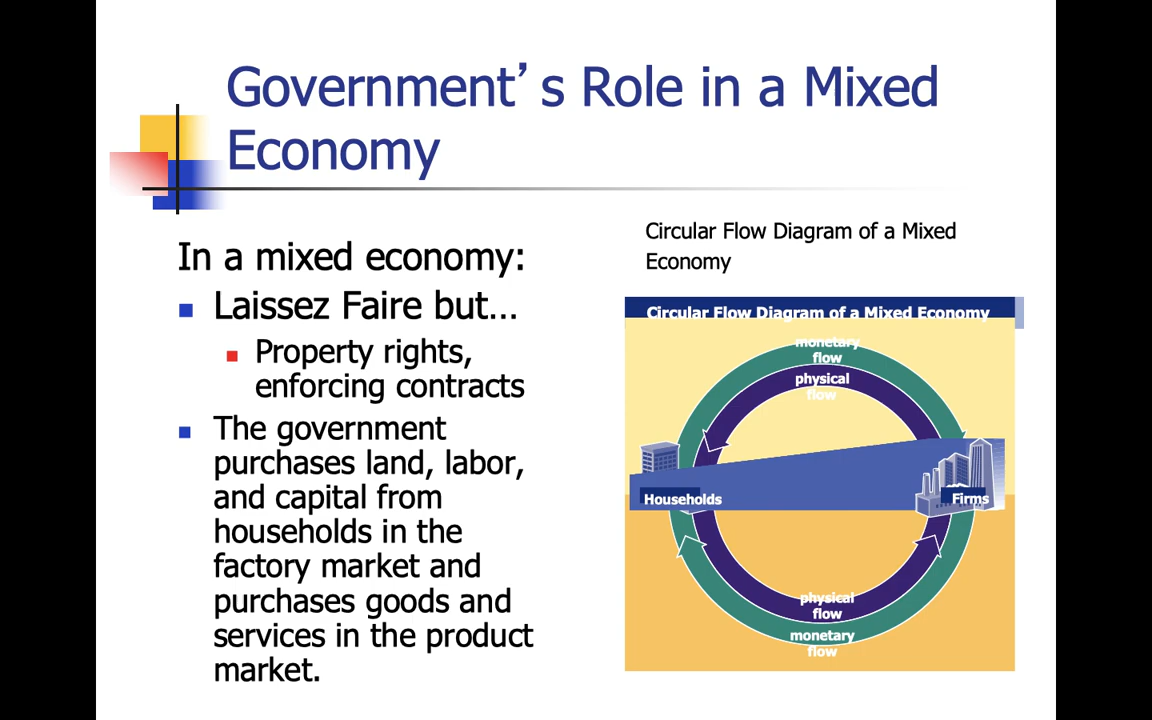 Government's Role in a Mixed
Economy
In a mixed economy:
Laissez Faire but...
Property rights,
enforcing contracts
The government
purchases land, labor,
and capital from
households in the
factory market and
purchases goods and
services in the product
market.
Circular Flow Diagram of a Mixed
Economy
Circular Flow Diagram of a Mixed Economy
monetary
flow
physical
flow
Households
Firms
physical
flow
monetary
flow